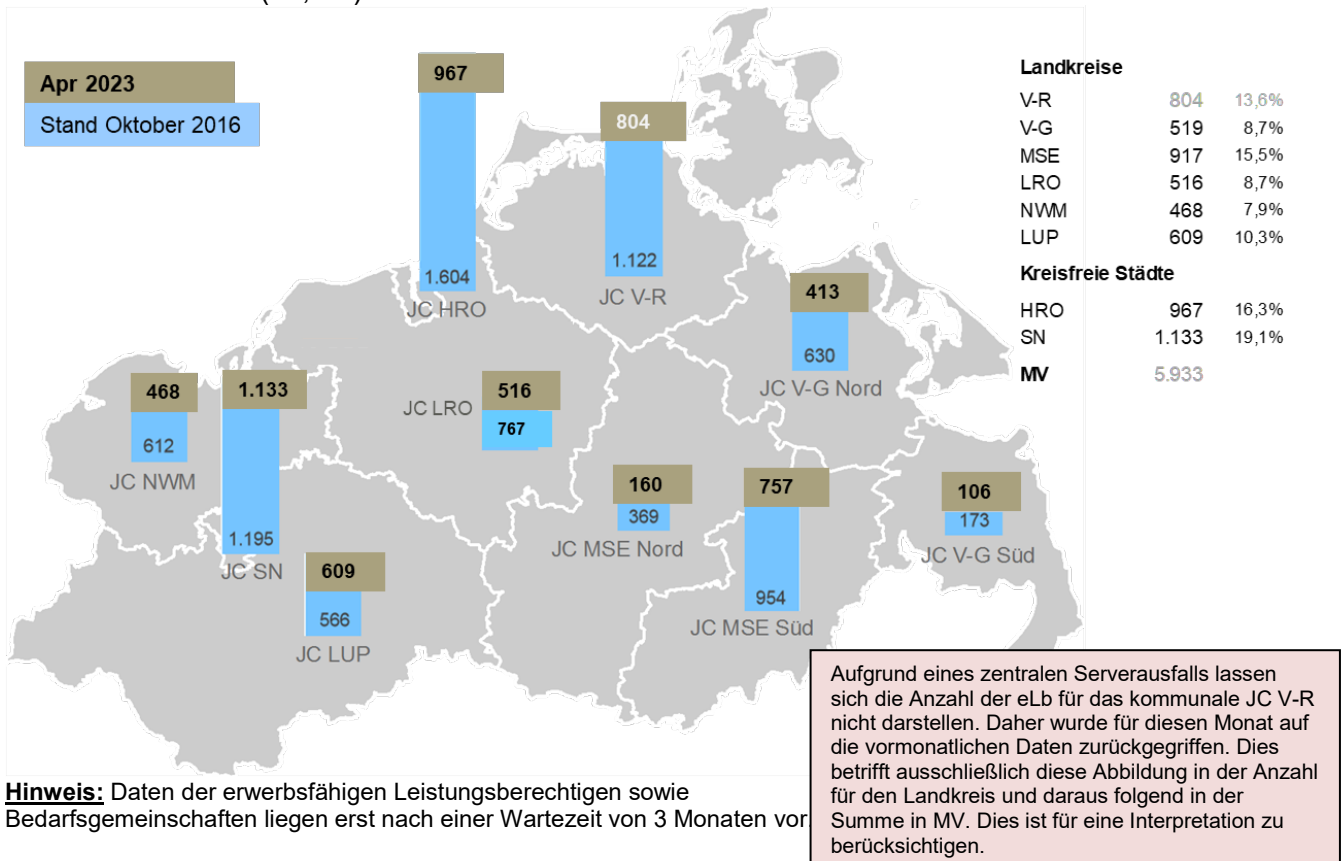 Apr 2023
Stand Oktober 2016
967
1.604
JC HRO
804
1.122
JC V-R
413
630
JC V-G Nord
468
612
JC NWM
1.133
1.195
JC SN
JC LRO
516
767
160
369
JC MSE Nord
757
954
JC MSE Süd
106
173
JC V-G Süd
609
566
JC LUP
Landkreise
V-R 804 13,6%
V-G 519 8,7%
MSE 917 15,5%
LRO 516 8,7%
NWM 468 7,9%
LUP 609 10,3%
Kreisfreie Städte
HRO 967 16,3%
SN 1.133 19,1%
MV 5.933
Aufgrund eines zentralen Serverausfalls lassen
sich die Anzahl der eLb für das kommunale JC V-R
nicht darstellen. Daher wurde für diesen Monat auf
die vormonatlichen Daten zurückgegriffen. Dies
betrifft ausschließlich diese Abbildung in der Anzahl
für den Landkreis und daraus folgend in der
Summe in MV. Dies ist für eine Interpretation zu
berücksichtigen.
Hinweis: Daten der erwerbsfähigen Leistungsberechtigen sowie
Bedarfsgemeinschaften liegen erst nach einer Wartezeit von 3 Monaten vor.